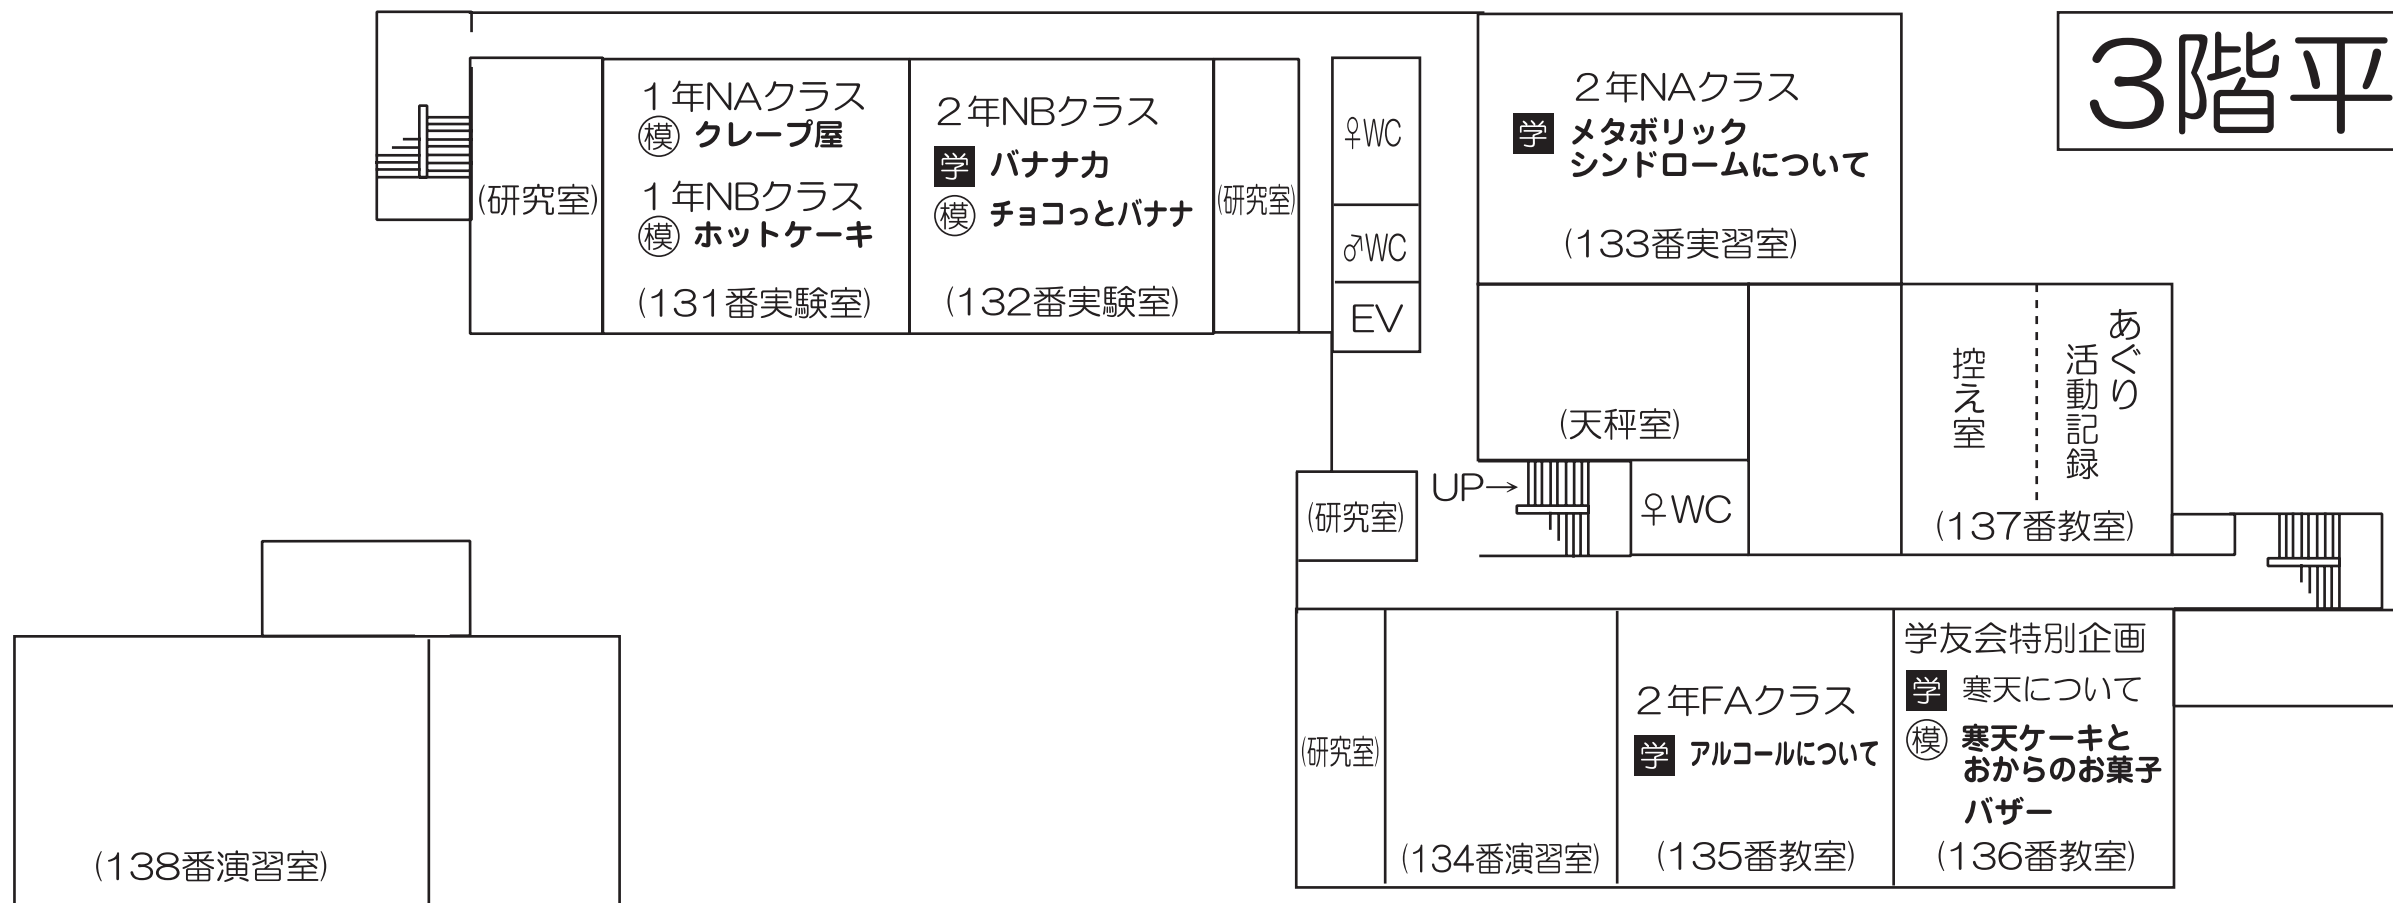 3階平
1年NAクラス
模 クレープ屋
1年NBクラス
模 ホットケーキ
(131番実験室)
(研究室)
2年NBクラス
学 バナナ力
模 チョコっとバナナ
(132番実験室)
(研究室)
♀WC
♂WC
EV
2年NAクラス
学 メタボリック
シンドロームについて
(133番実習室)
(天秤室)
控え室
あぐり
活動記録
(137番教室)
UP→
♀WC
(研究室)
(138番演習室)
(研究室)
(134番演習室)
2年FAクラス
学 アルコールについて
(135番教室)
学友会特別企画
学 寒天について
模 寒天ケーキと
おからのお菓子
バザー
(136番教室)